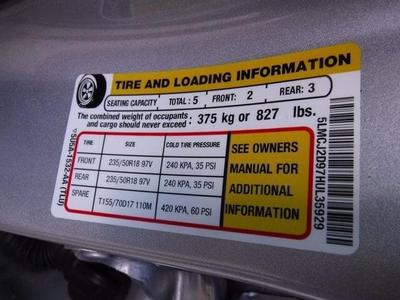 TIRE AND LOADING INFORMATION
SEATING CAPACITY TOTAL: 5 FRONT: 2 REAR: 3
The combined weight of occupants
and cargo should never exceed: 375 kg or 827 lbs.
TIRE SIZE COLD TIRE PRESSURE
FRONT 235/50R18 97V 240 KPA, 35 PSI
REAR 235/50R18 97V 240 KPA, 35 PSI
SPARE T155/70D17 110M 420 KPA, 60 PSI
SEE OWNERS
MANUAL FOR
ADDITIONAL
INFORMATION
5LMCJ2D97HUL35929